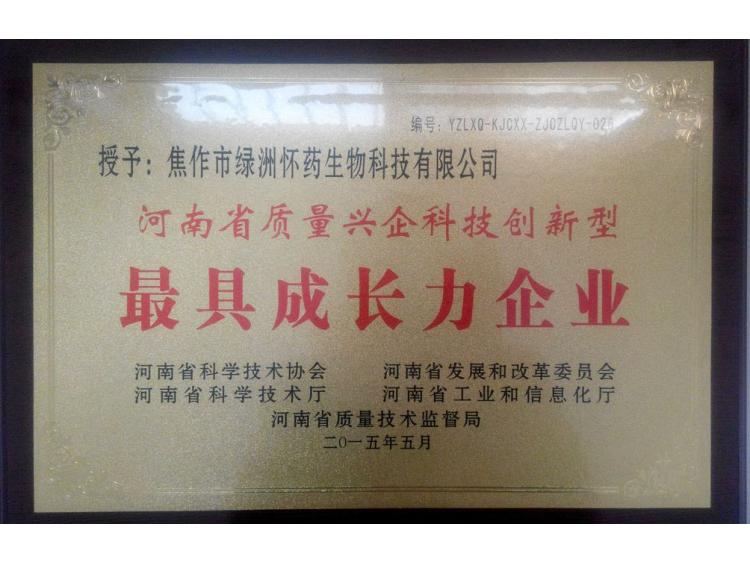 编号：YZLXQ-KJCXX-ZJCZLQY-026
授予：焦作市绿洲怀药生物科技有限公司
河南省质量兴企科技创新型
最具成长力企业
河南省科学技术协会 河南省发展和改革委员会
河南省科学技术厅 河南省工业和信息化厅
河南省质量技术监督局
二〇一五年五月